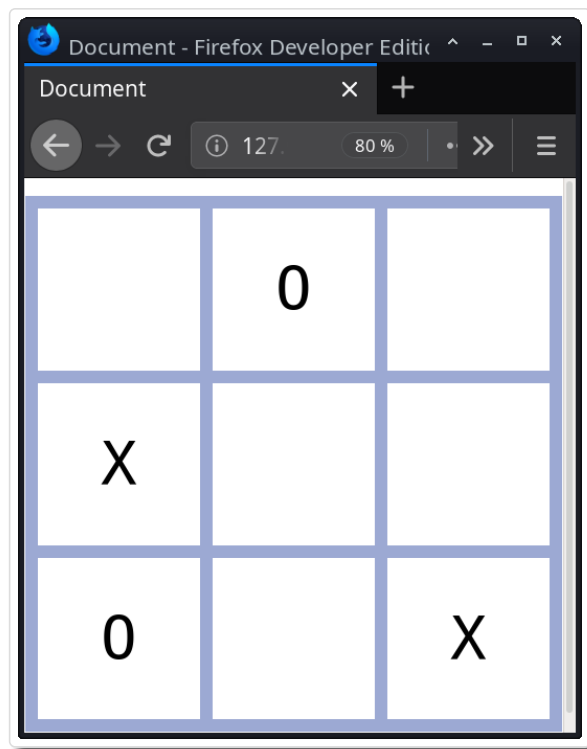 Document - Firefox Developer Editic
Document
127.
80 %
0
X
0 X